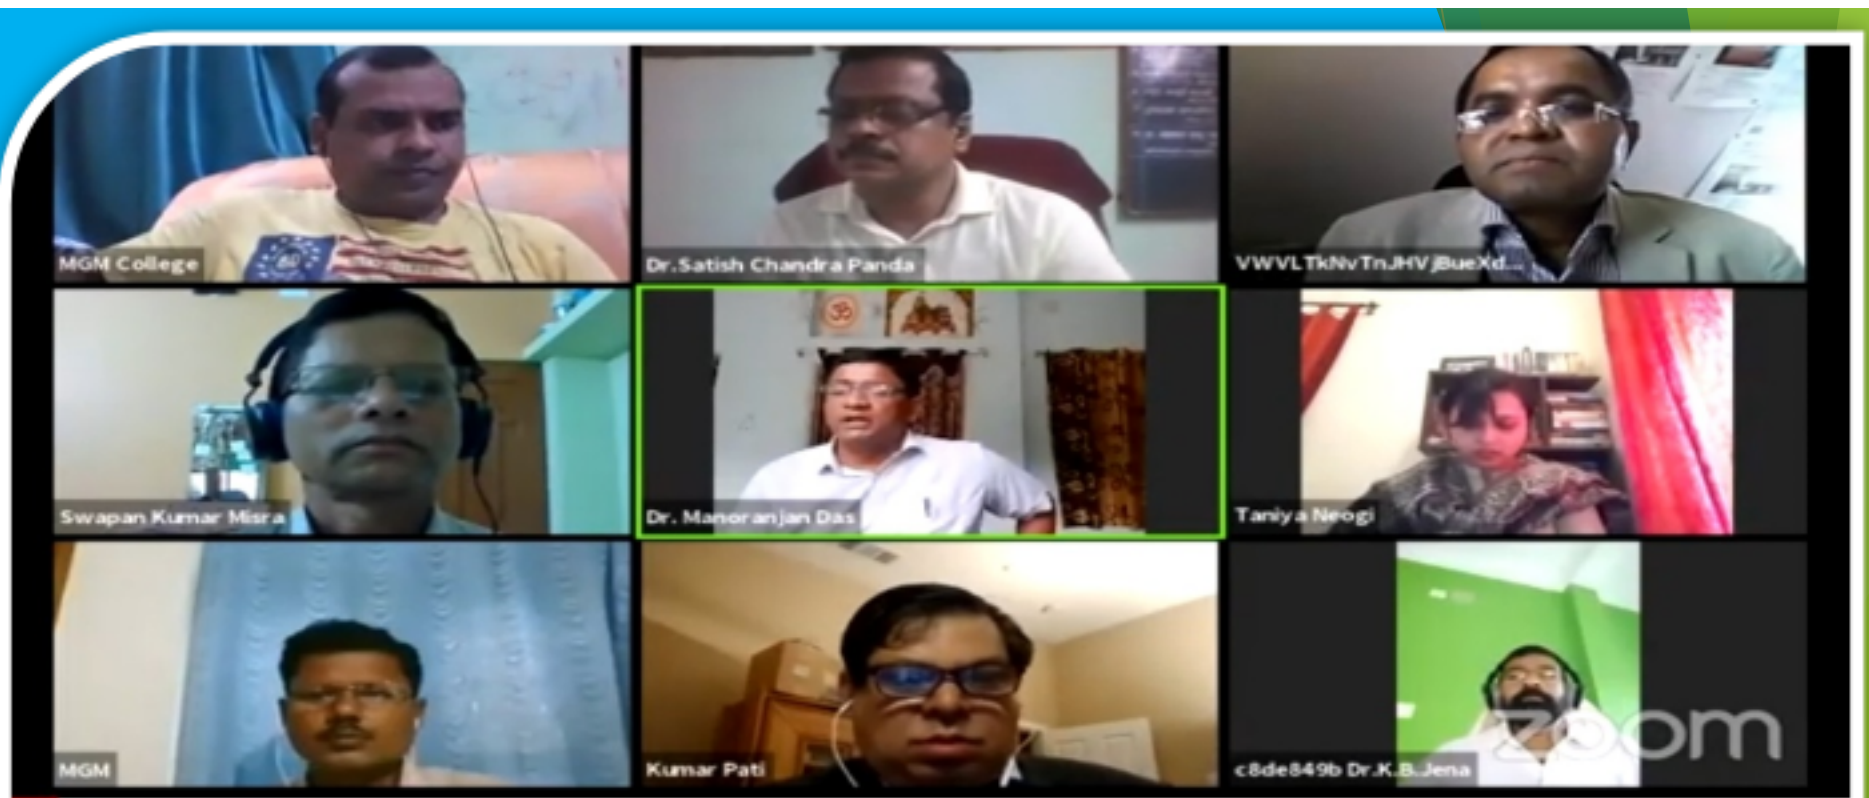 MGM College
Dr.Satish Chandra Panda
VWVLTkNvTnJHVjBueXd...
Swapan Kumar Misra
Dr. Manoranjan Das
Taniya Neogi
MGM
Kumar Pati
c8de849b Dr.K.B.Jena
zoom